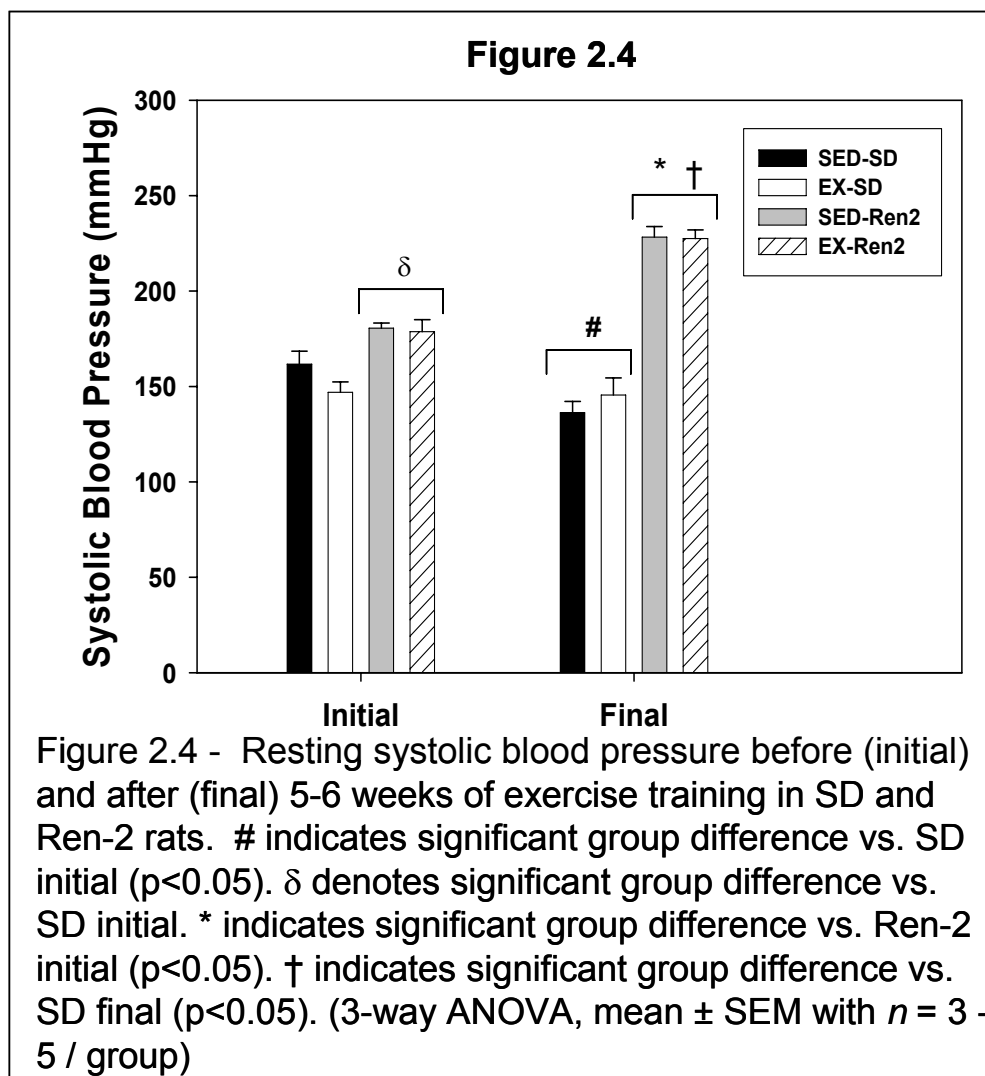 Figure 2.4
300
250
200
150
100
50
0
Systolic Blood Pressure (mmHg)
SED-SD
EX-SD
SED-Ren2
EX-Ren2
δ
#
* †
Initial
Final
Figure 2.4 - Resting systolic blood pressure before (initial)
and after (final) 5-6 weeks of exercise training in SD and
Ren-2 rats. # indicates significant group difference vs. SD
initial (p<0.05). δ denotes significant group difference vs.
SD initial. * indicates significant group difference vs. Ren-2
initial (p<0.05). † indicates significant group difference vs.
SD final (p<0.05). (3-way ANOVA, mean ± SEM with n = 3 -
5 / group)